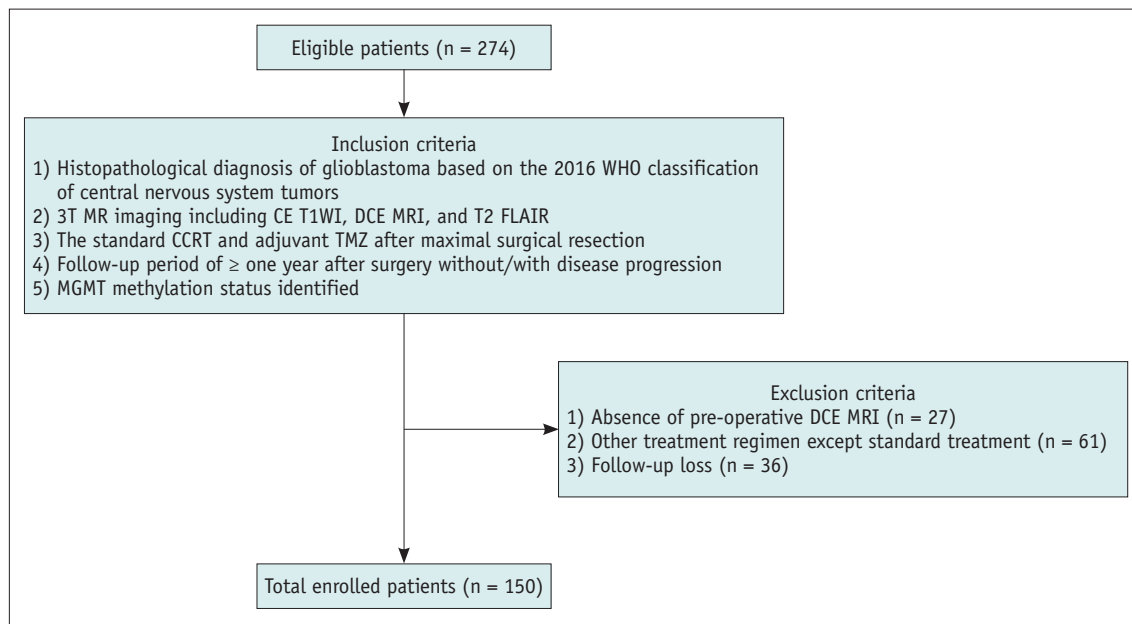 Eligible patients (n = 274)
Inclusion criteria
1) Histopathological diagnosis of glioblastoma based on the 2016 WHO classification
of central nervous system tumors
2) 3T MR imaging including CE T1WI, DCE MRI, and T2 FLAIR
3) The standard CCRT and adjuvant TMZ after maximal surgical resection
4) Follow-up period of ≥ one year after surgery without/with disease progression
5) MGMT methylation status identified
Exclusion criteria
1) Absence of pre-operative DCE MRI (n = 27)
2) Other treatment regimen except standard treatment (n = 61)
3) Follow-up loss (n = 36)
Total enrolled patients (n = 150)